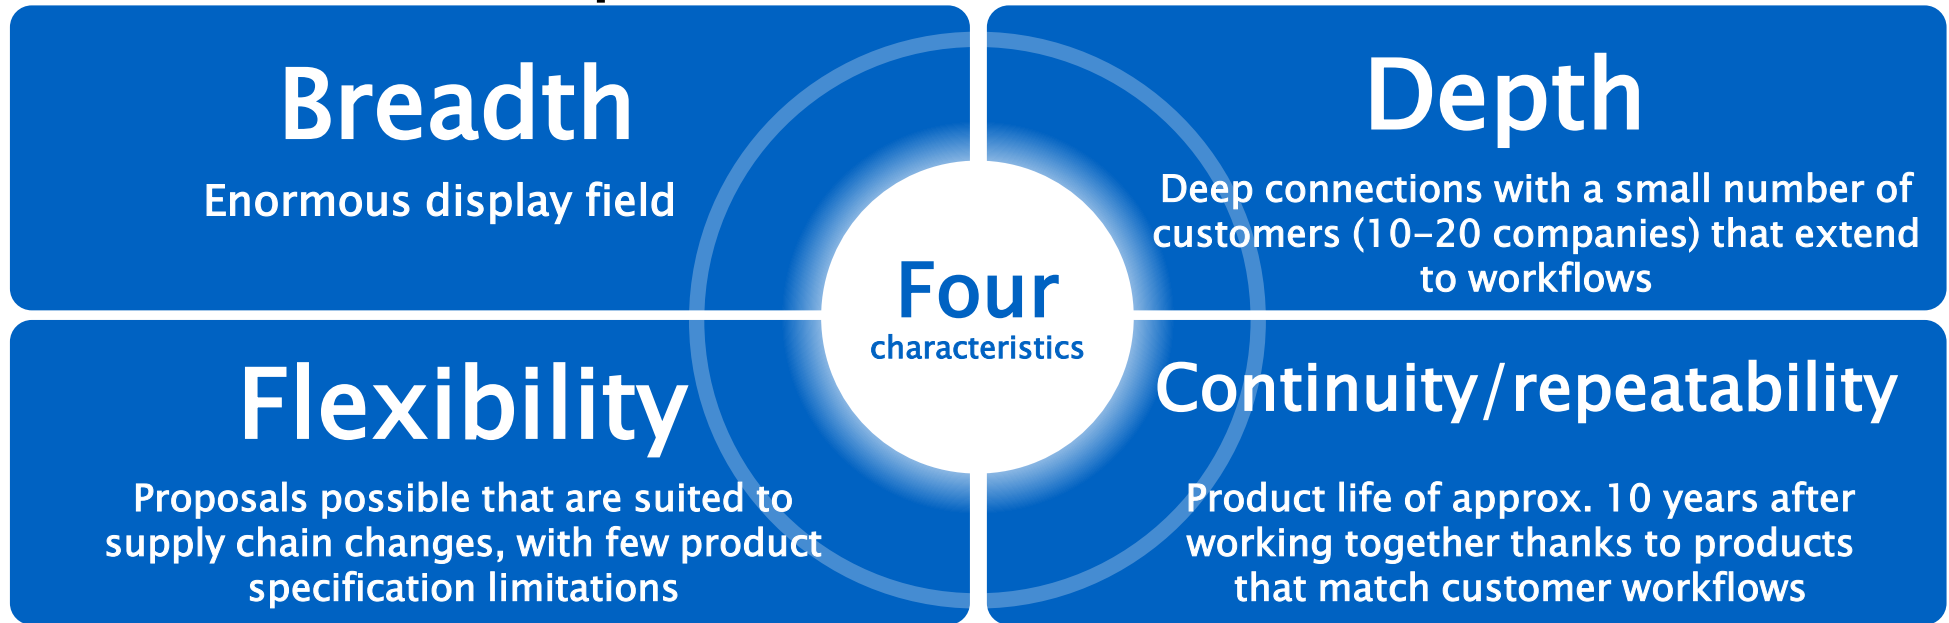 Breadth
Enormous display field
Depth
Deep connections with a small number of
customers (10–20 companies) that extend
to workflows
Four
characteristics
Flexibility
Proposals possible that are suited to
supply chain changes, with few product
specification limitations
Continuity/repeatability
Product life of approx. 10 years after
working together thanks to products
that match customer workflows